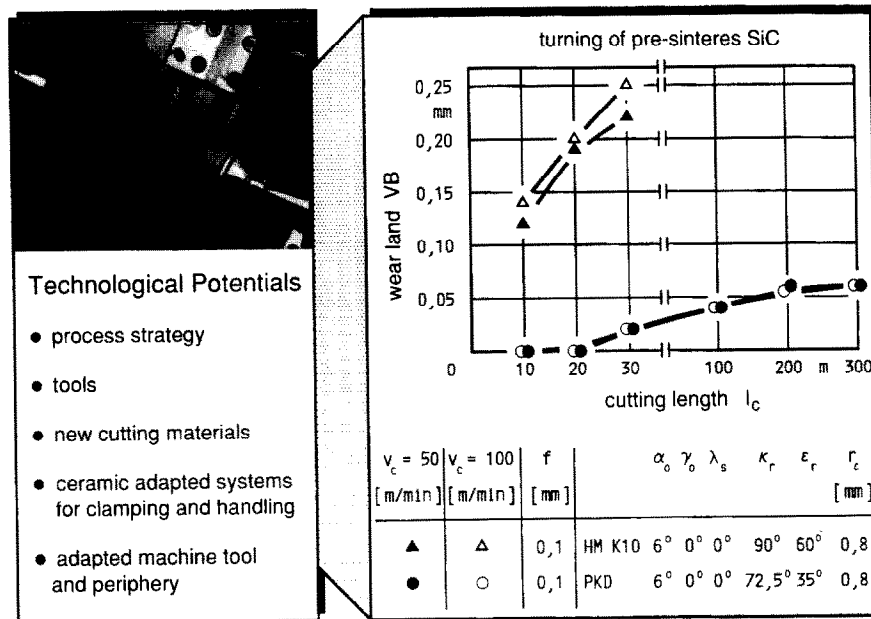 Technological Potentials
● process strategy
● tools
● new cutting materials
● ceramic adapted systems
for clamping and handling
● adapted machine tool
and periphery
turning of pre-sinteres SiC
wear land VB
0,25
mm
0,20
0,15
0,10
0,05
0
10 20 30 100 200 m 300
cutting length l_c
v_c = 50 v_c = 100 f α_o γ_o λ_s κ_r ε_r r_ε
[m/min] [m/min] [mm] [mm]
▲ △ 0,1 HM K10 6° 0° 0° 90° 60° 0,8
● ○ 0,1 PKD 6° 0° 0° 72,5° 35° 0,8